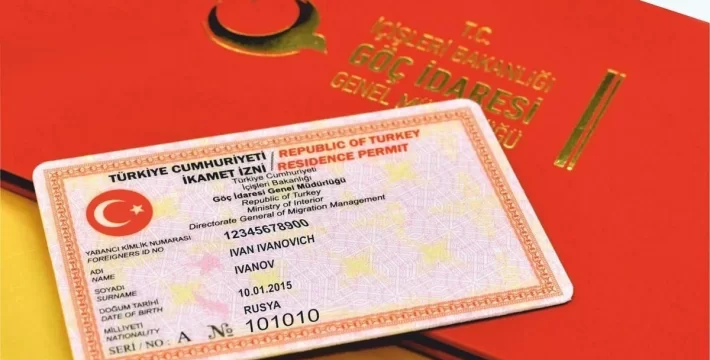 T.C.
İÇİŞLERİ BAKANLIĞI
GÖÇ İDARESİ
GENEL MÜDÜRLÜĞÜ
TÜRKİYE CUMHURİYETİ
İKAMET İZNİ
REPUBLIC OF TURKEY
RESIDENCE PERMIT
Türkiye Cumhuriyeti
İçişleri Bakanlığı
Göç İdaresi Genel Müdürlüğü
Republic of Turkey
Ministry of Interior
Directorate General of Migration Management
YABANCI KİMLİK NUMARASI
FOREIGNERS ID NO
12345678900
ADI
NAME
IVAN IVANOVICH
SOYADI
SURNAME
IVANOV
DOĞUM TARİHİ
DATE OF BIRTH
10.01.2015
MİLLİYETİ
NATIONALITY
RUSYA
SERİ / NO: A № 101010